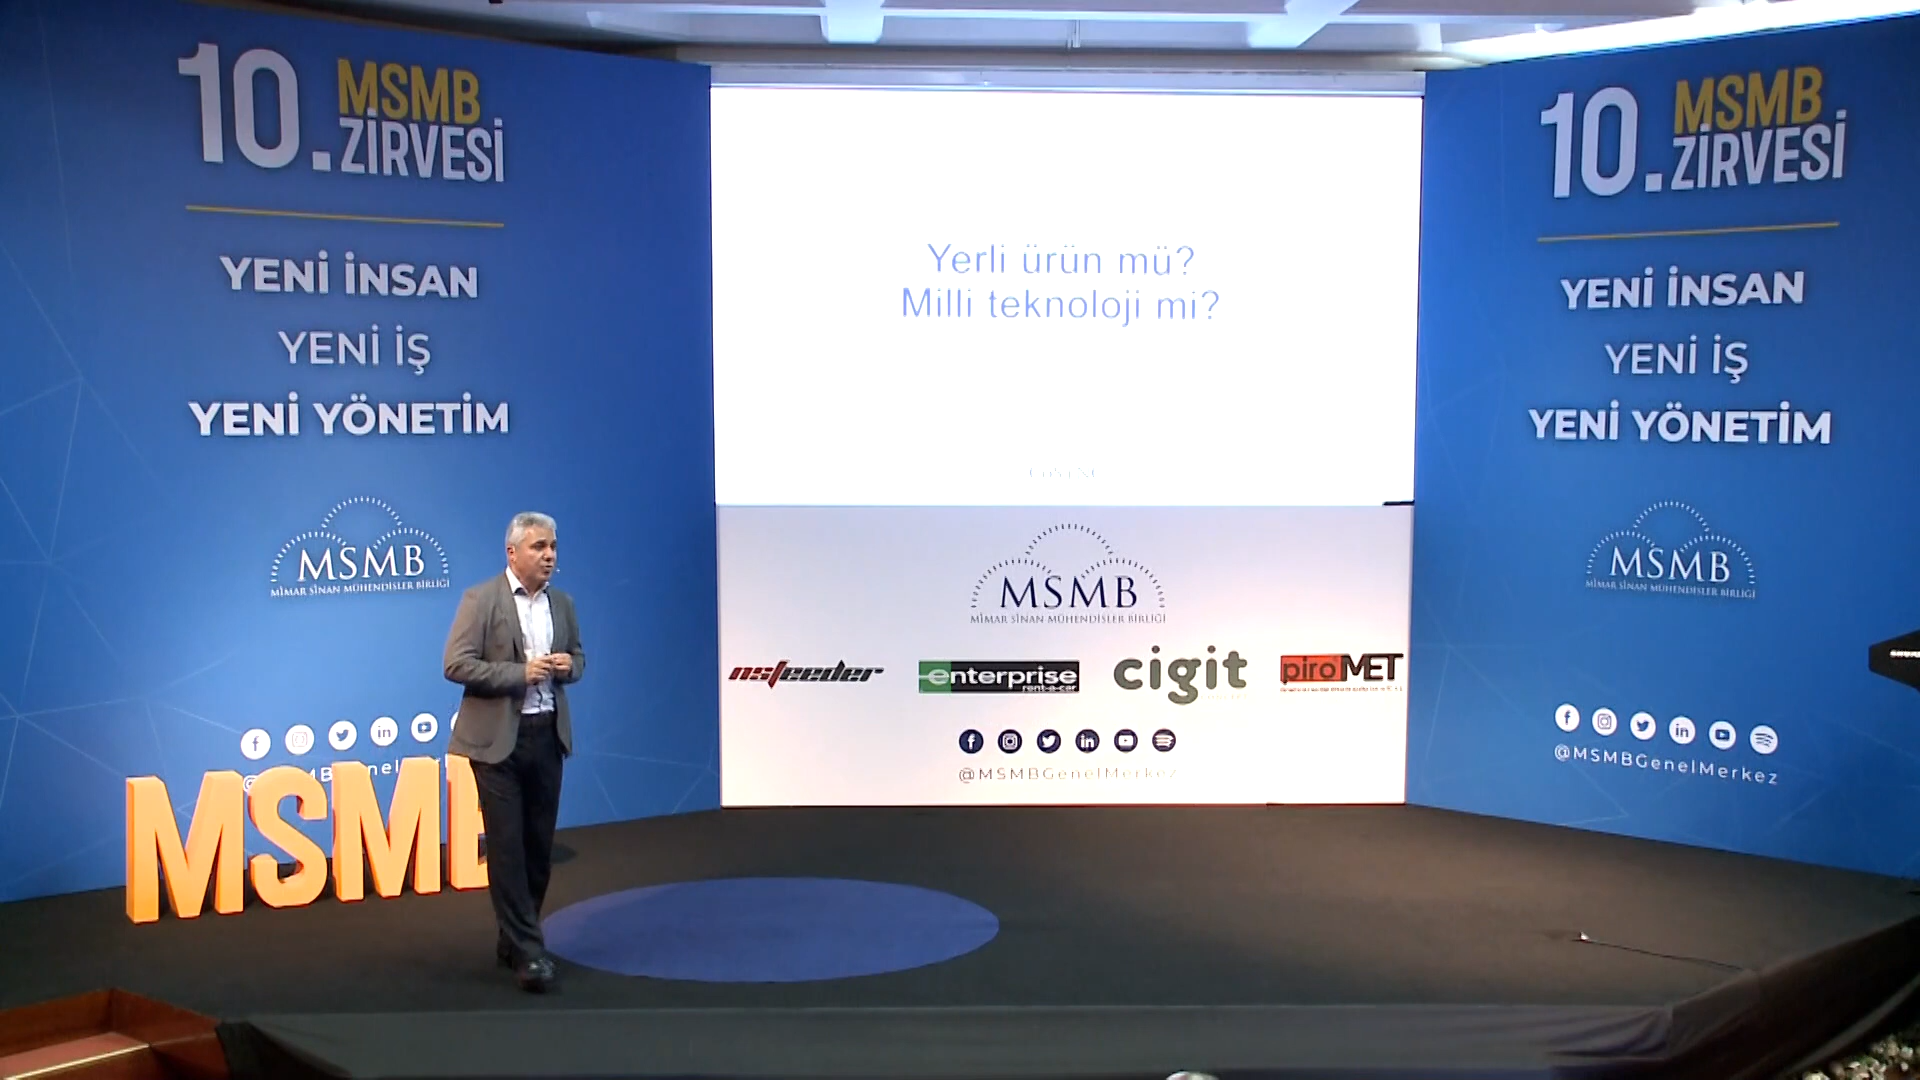 10. MSMB
ZİRVESİ
YENİ İNSAN
YENİ İŞ
YENİ YÖNETİM
MSMB
MİMAR SİNAN MÜHENDİSLER BİRLİĞİ
MSMB
Yerli ürün mü?
Milli teknoloji mi?
MSMB
MİMAR SİNAN MÜHENDİSLER BİRLİĞİ
nsfeeder
enterprise
rent-a-car
cigit
piroMET
@MSMBGenelMerkez
10. MSMB
ZİRVESİ
YENİ İNSAN
YENİ İŞ
YENİ YÖNETİM
MSMB
MİMAR SİNAN MÜHENDİSLER BİRLİĞİ
@MSMBGenelMerkez